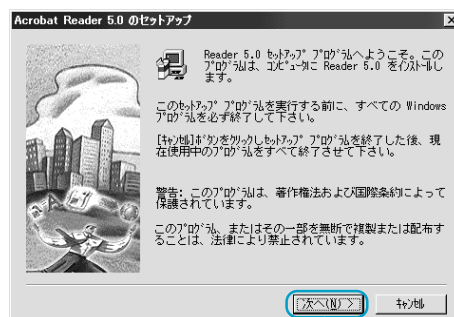 Acrobat Reader 5.0 のセットアップ
Reader 5.0 ｾｯﾄｱｯﾌﾟ ﾌﾟﾛｸﾞﾗﾑへようこそ。この
ﾌﾟﾛｸﾞﾗﾑは、ｺﾝﾋﾟｭｰﾀに Reader 5.0 をｲﾝｽﾄｰﾙし
ます。
このｾｯﾄｱｯﾌﾟ ﾌﾟﾛｸﾞﾗﾑを実行する前に、すべての Windows
ﾌﾟﾛｸﾞﾗﾑを必ず終了して下さい。
[ｷｬﾝｾﾙ]ﾎﾞﾀﾝをｸﾘｯｸしｾｯﾄｱｯﾌﾟ ﾌﾟﾛｸﾞﾗﾑを終了した後、現
在使用中のﾌﾟﾛｸﾞﾗﾑをすべて終了させて下さい。
警告: このﾌﾟﾛｸﾞﾗﾑは、著作権法および国際条約によって
保護されています。
このﾌﾟﾛｸﾞﾗﾑ、またはその一部を無断で複製または配布す
ることは、法律により禁止されています。
次へ(N) >
ｷｬﾝｾﾙ